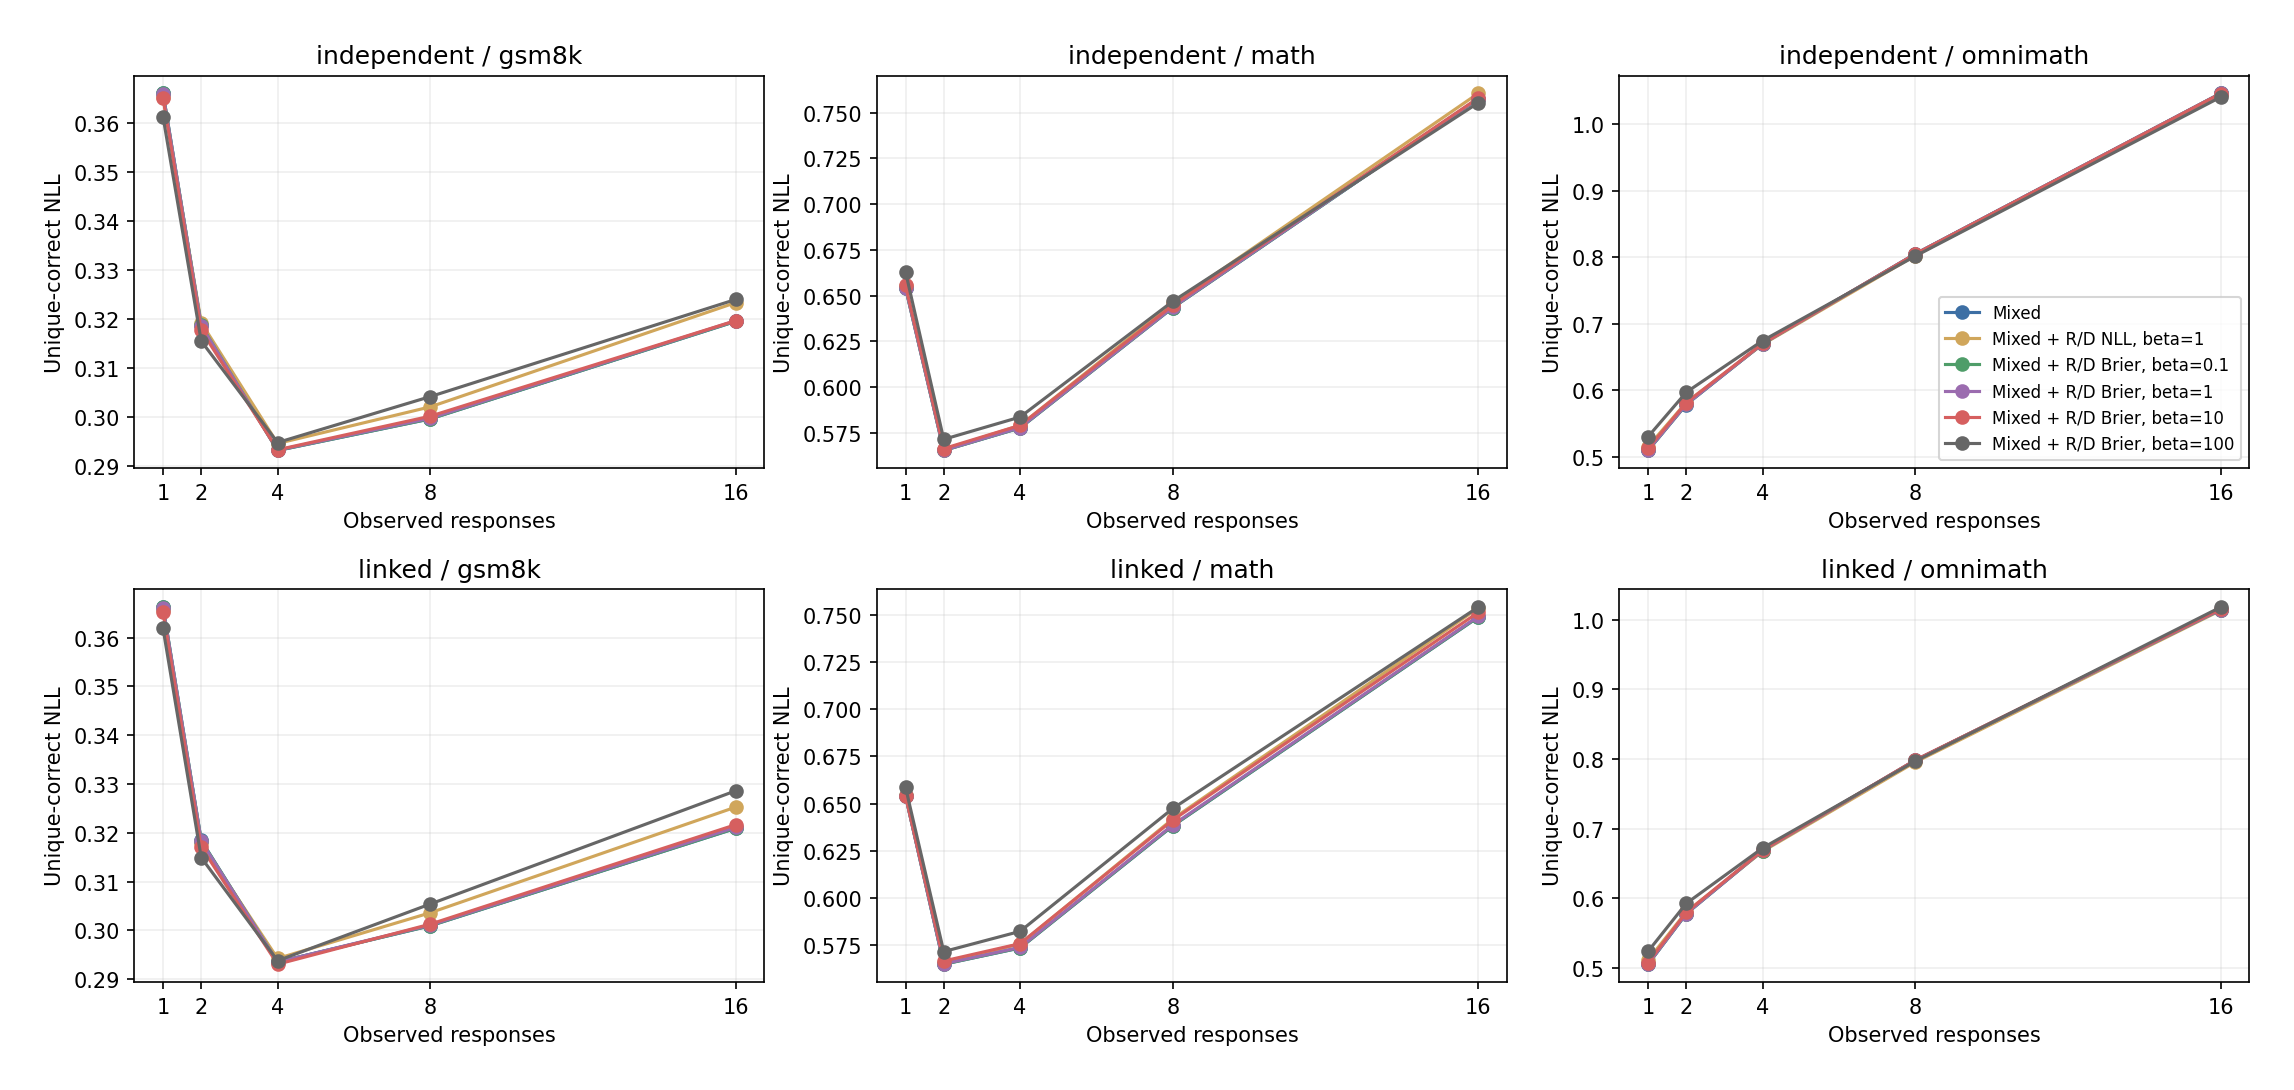 independent / gsm8k
Unique-correct NLL
0.36
0.35
0.34
0.33
0.32
0.31
0.30
0.29
1 2 4 8 16
Observed responses
independent / math
Unique-correct NLL
0.750
0.725
0.700
0.675
0.650
0.625
0.600
0.575
1 2 4 8 16
Observed responses
independent / omnimath
Unique-correct NLL
1.0
0.9
0.8
0.7
0.6
0.5
Mixed
Mixed + R/D NLL, beta=1
Mixed + R/D Brier, beta=0.1
Mixed + R/D Brier, beta=1
Mixed + R/D Brier, beta=10
Mixed + R/D Brier, beta=100
1 2 4 8 16
Observed responses
linked / gsm8k
Unique-correct NLL
0.36
0.35
0.34
0.33
0.32
0.31
0.30
0.29
1 2 4 8 16
Observed responses
linked / math
Unique-correct NLL
0.750
0.725
0.700
0.675
0.650
0.625
0.600
0.575
1 2 4 8 16
Observed responses
linked / omnimath
Unique-correct NLL
1.0
0.9
0.8
0.7
0.6
0.5
1 2 4 8 16
Observed responses